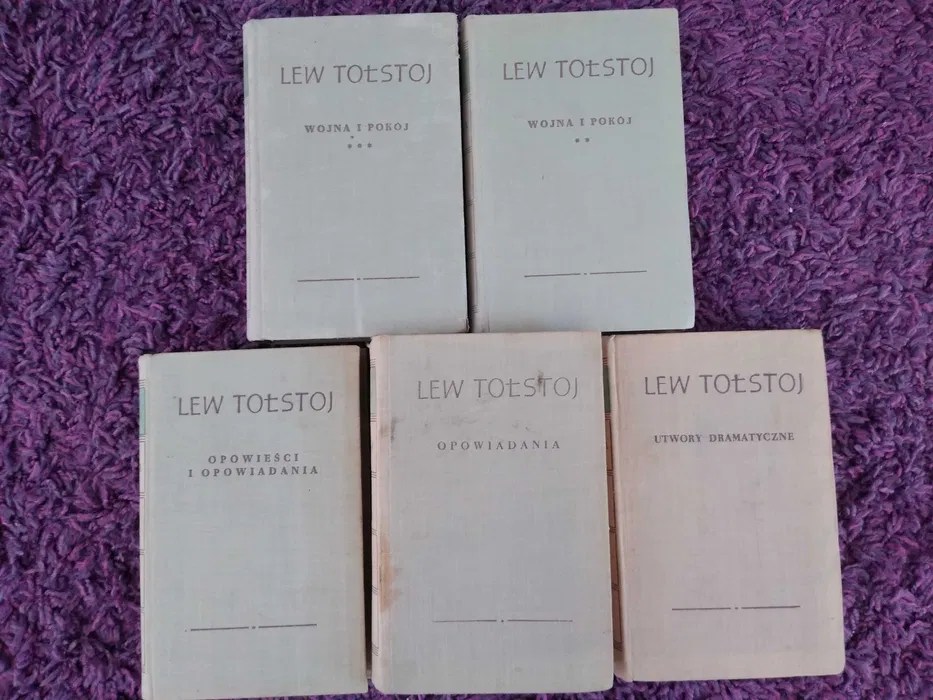 LEW TOŁSTOJ
WOJNA I POKÓJ
***
LEW TOŁSTOJ
WOJNA I POKÓJ
**
LEW TOŁSTOJ
OPOWIEŚCI
I OPOWIADANIA
LEW TOŁSTOJ
OPOWIADANIA
LEW TOŁSTOJ
UTWORY DRAMATYCZNE